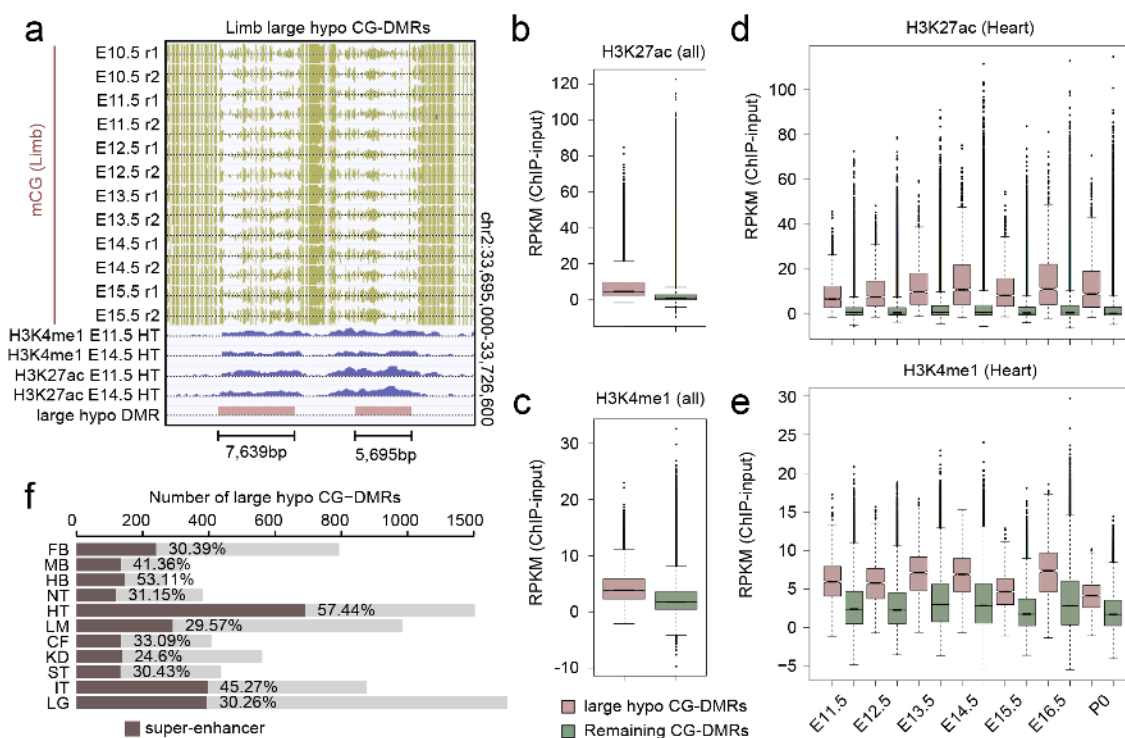 a
Limb large hypo CG-DMRs
mCG (Limb)
E10.5 r1
E10.5 r2
E11.5 r1
E11.5 r2
E12.5 r1
E12.5 r2
E13.5 r1
E13.5 r2
E14.5 r1
E14.5 r2
E15.5 r1
E15.5 r2
H3K4me1 E11.5 HT
H3K4me1 E14.5 HT
H3K27ac E11.5 HT
H3K27ac E14.5 HT
large hypo DMR
7,639bp
5,695bp
chr2:33,695,000-33,726,600
b
H3K27ac (all)
RPKM (ChIP-input)
120
100
80
60
40
20
0
c
H3K4me1 (all)
RPKM (ChIP-input)
30
20
10
0
-10
large hypo CG-DMRs
Remaining CG-DMRs
d
H3K27ac (Heart)
RPKM (ChIP-input)
100
80
60
40
20
0
e
H3K4me1 (Heart)
RPKM (ChIP-input)
30
25
20
15
10
5
0
−5
E11.5
E12.5
E13.5
E14.5
E15.5
E16.5
P0
f
Number of large hypo CG−DMRs
0 200 400 600 800 1000 1500
FB 30.39%
MB 41.36%
HB 53.11%
NT 31.15%
HT 57.44%
LM 29.57%
CF 33.09%
KD 24.6%
ST 30.43%
IT 45.27%
LG 30.26%
super-enhancer